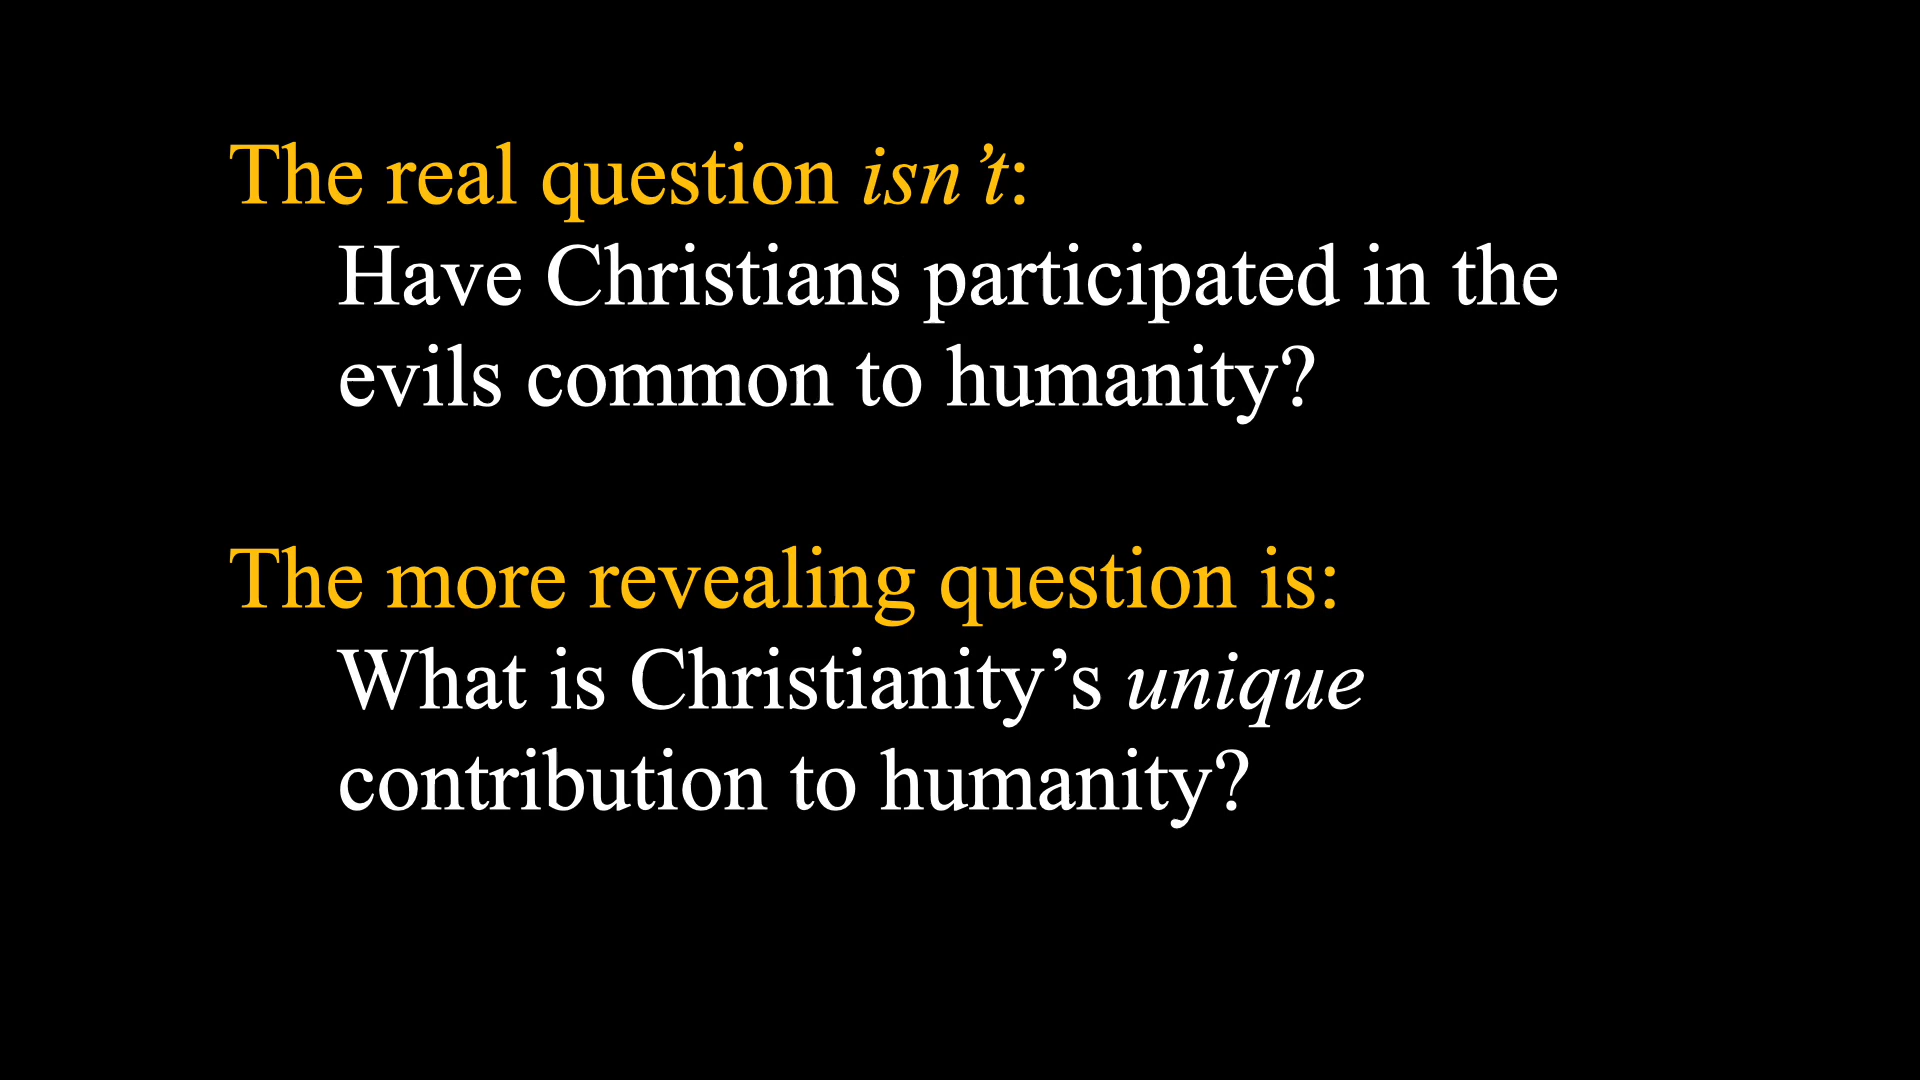 The real question isn’t:
Have Christians participated in the
evils common to humanity?
The more revealing question is:
What is Christianity’s unique
contribution to humanity?